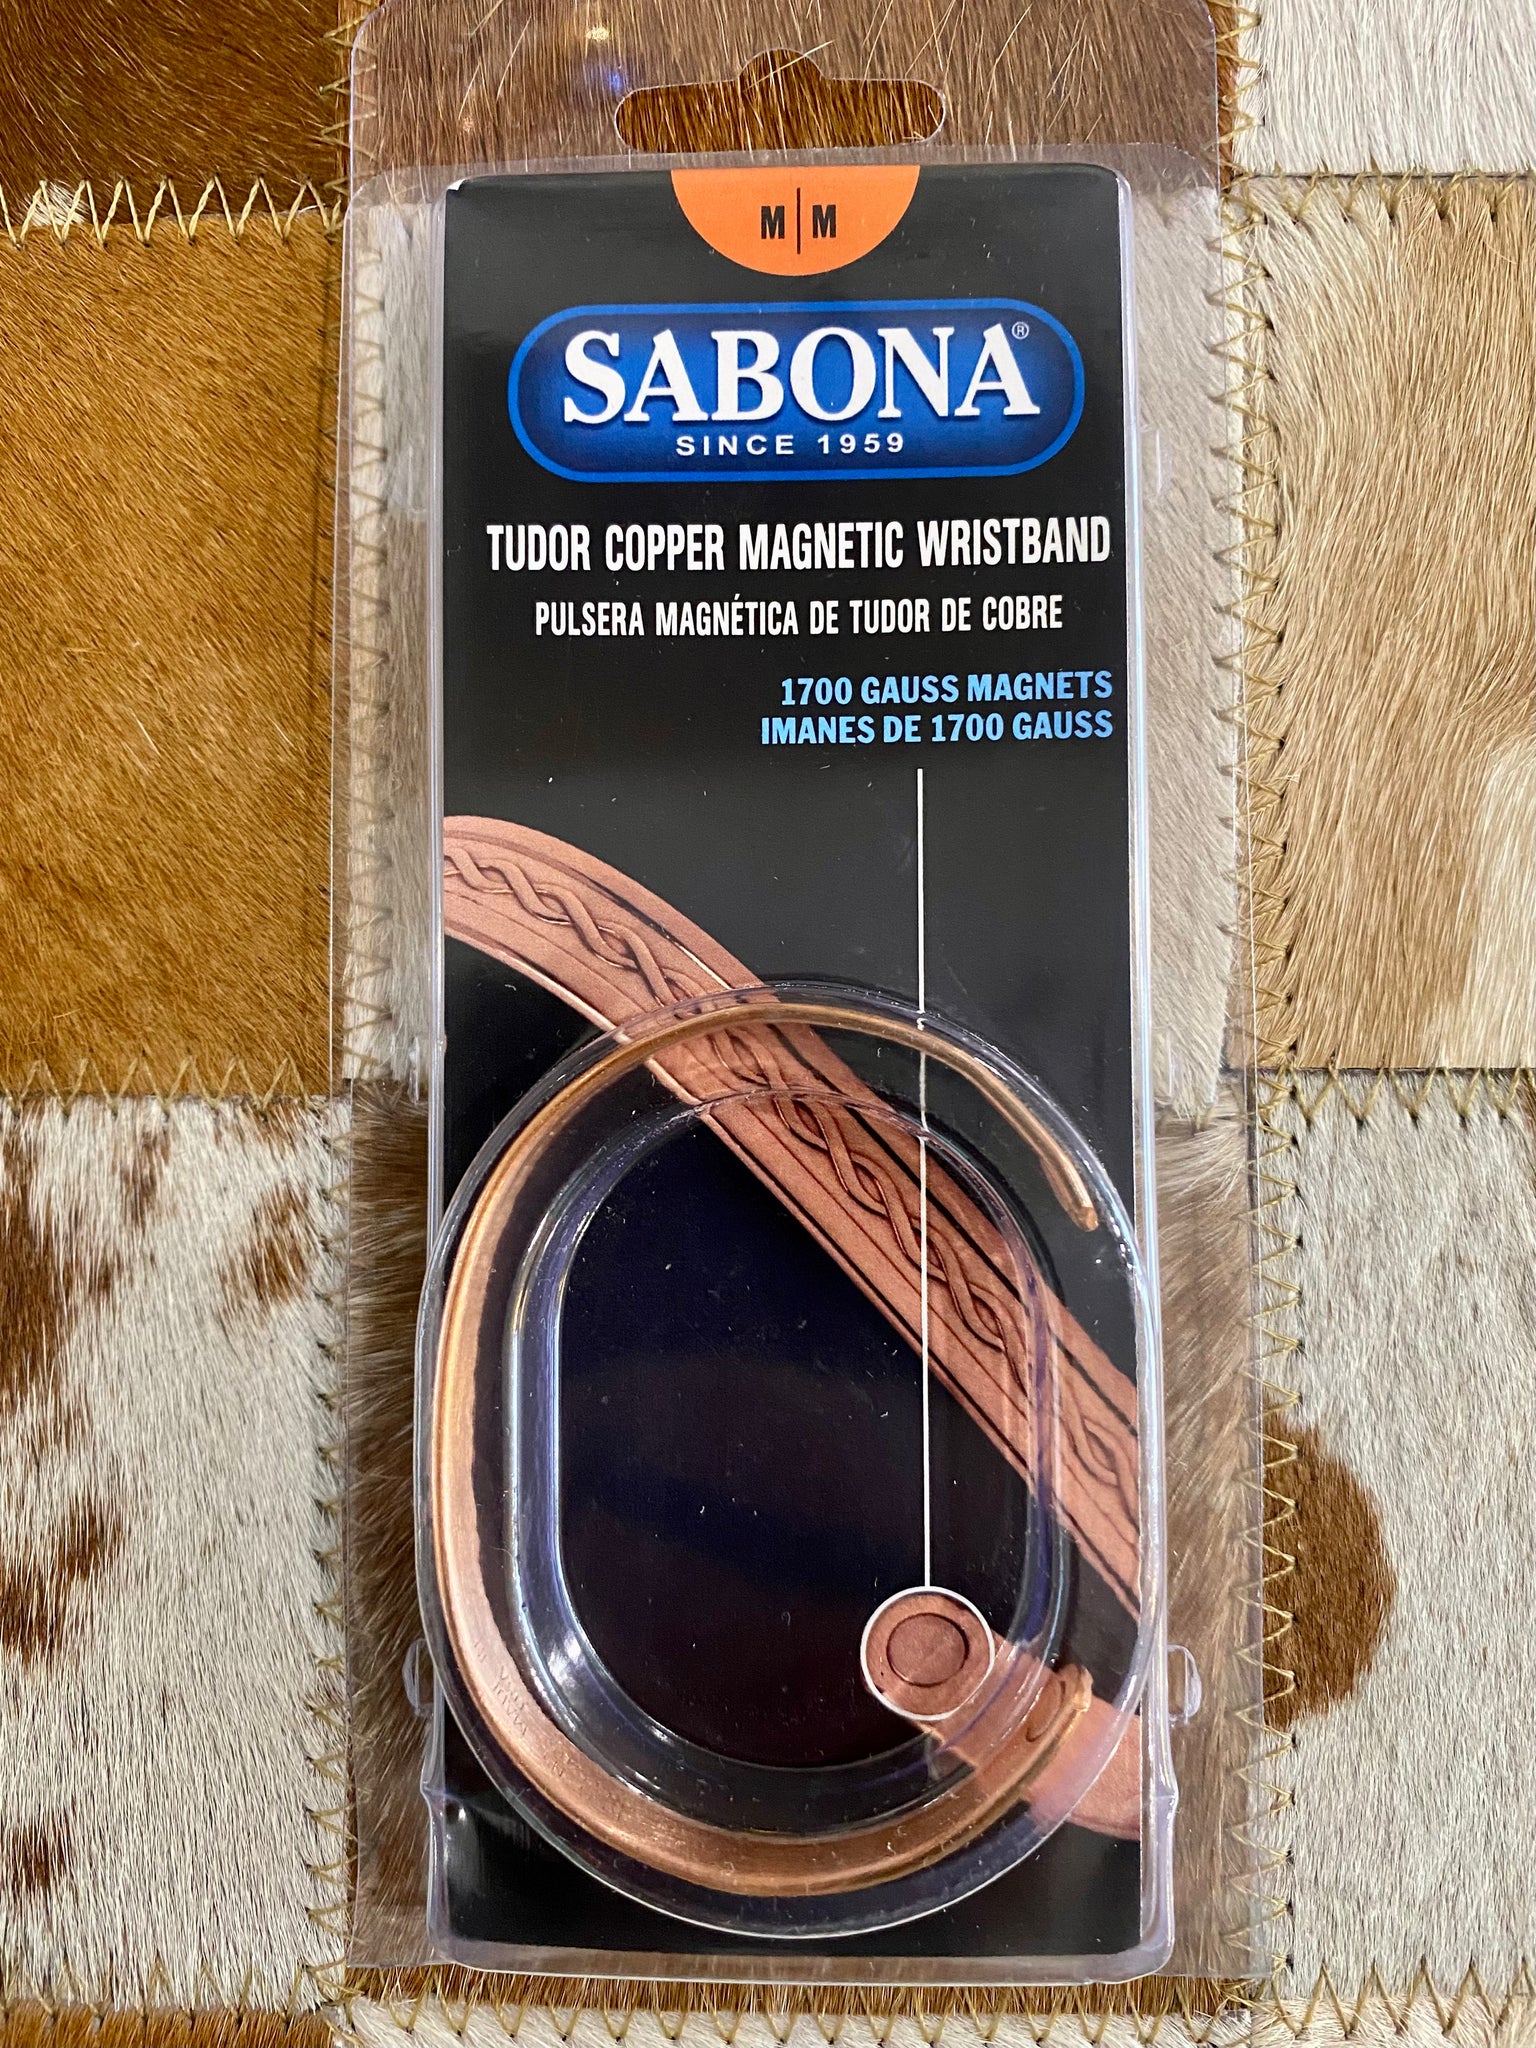 M | M
SABONA®
SINCE 1959
TUDOR COPPER MAGNETIC WRISTBAND
PULSERA MAGNÉTICA DE TUDOR DE COBRE
1700 GAUSS MAGNETS
IMANES DE 1700 GAUSS